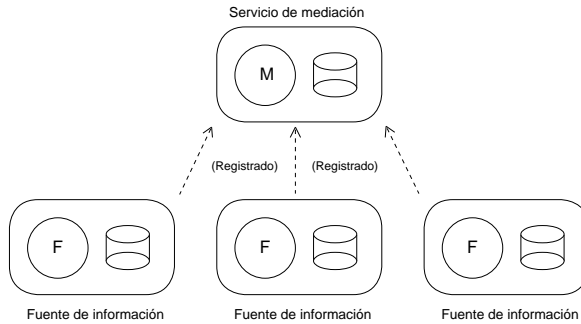 Servicio de mediación
M
(Registrado) (Registrado)
F F F
Fuente de información Fuente de información Fuente de información